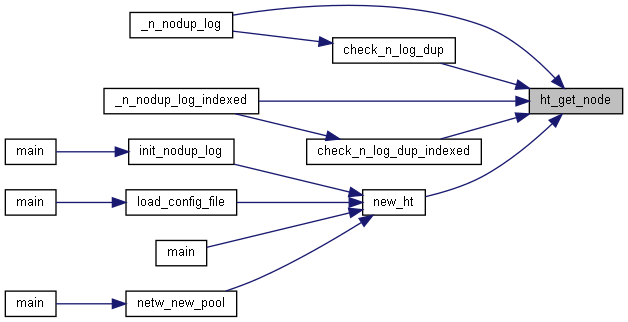 _n_nodup_log
check_n_log_dup
ht_get_node
_n_nodup_log_indexed
main
init_nodup_log
check_n_log_dup_indexed
main
load_config_file
new_ht
main
main
netw_new_pool